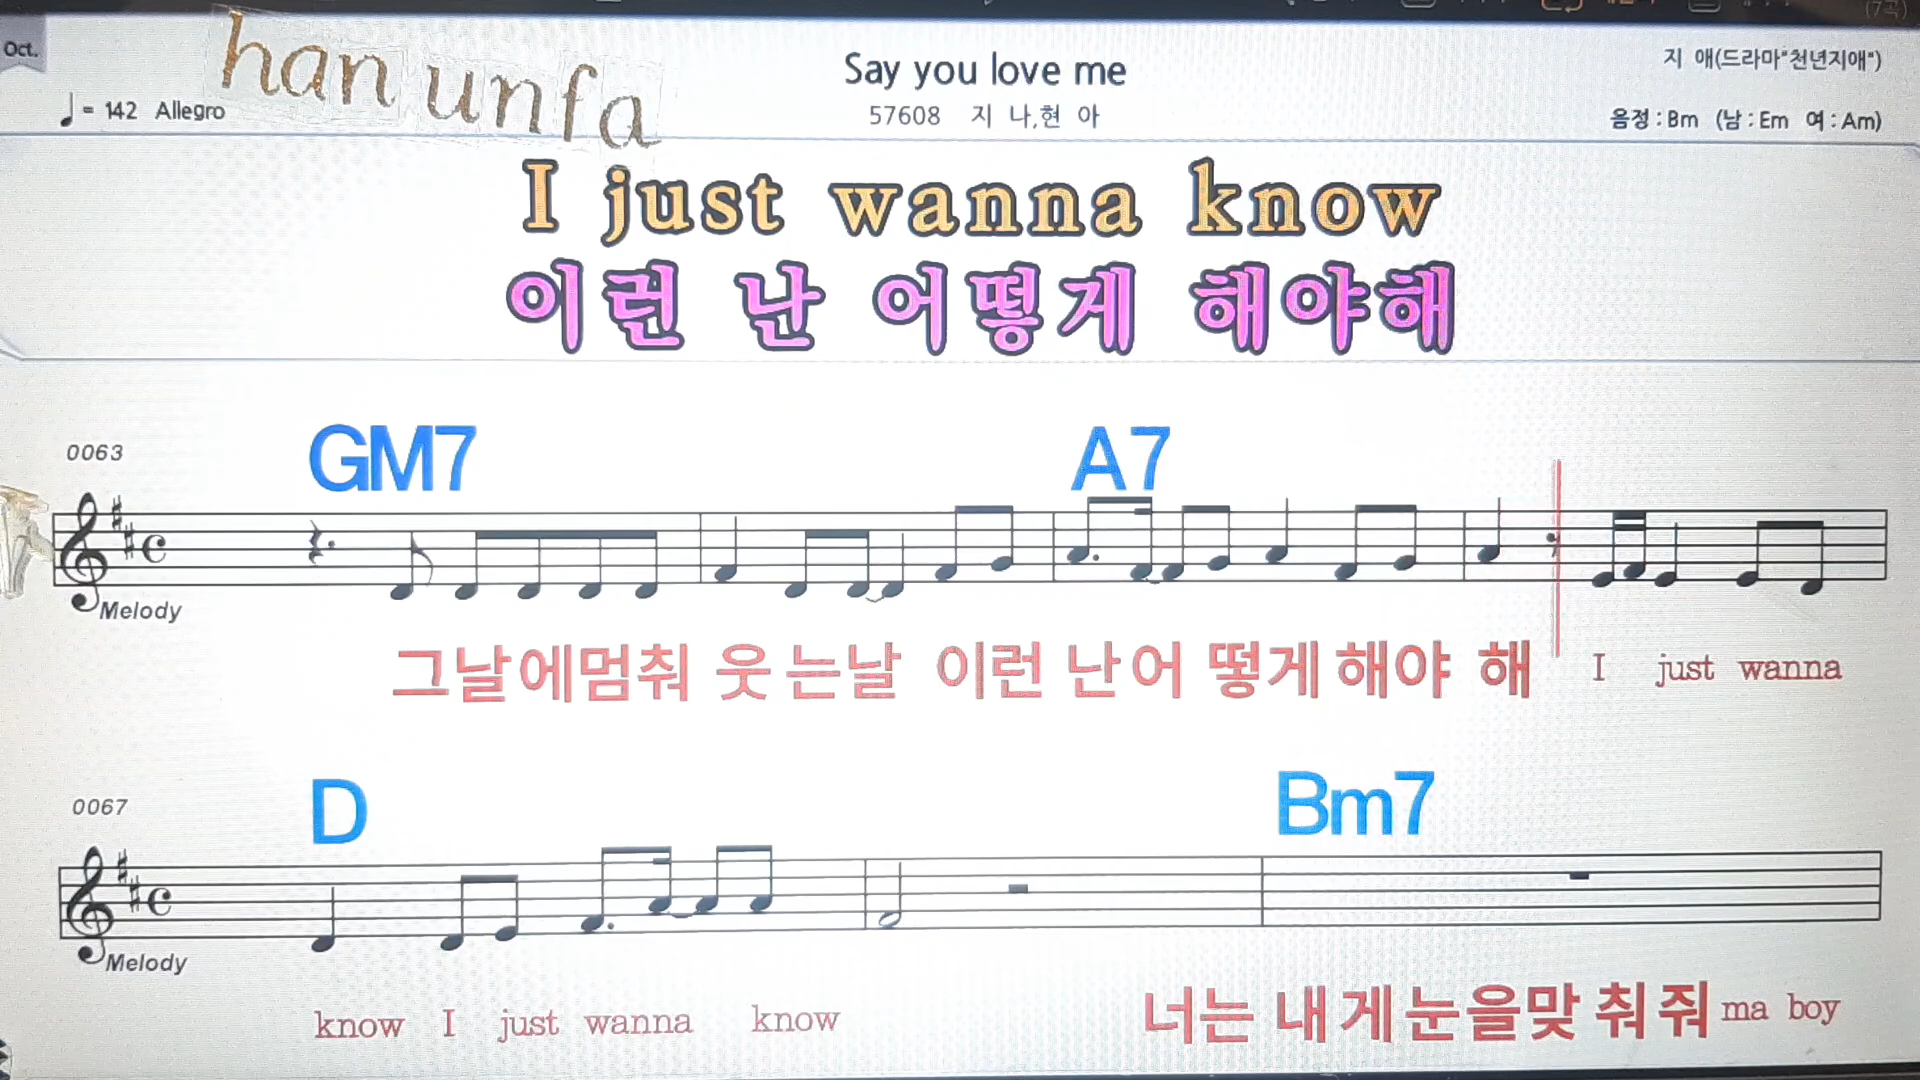 (7곡)
Oct.
han unfa
Say you love me
지 애(드라마"천년지애")
♩= 142 Allegro
57608 지 나,현 아
음정 : Bm (남 : Em 여 : Am)
I just wanna know
이런 난 어떻게 해야해
0063
GM7 A7
Melody
그날에멈춰 웃는날 이런 난어 떻게 해야 해 I just wanna
0067
D Bm7
Melody
know I just wanna know 너는 내게눈을맞 춰줘 ma boy